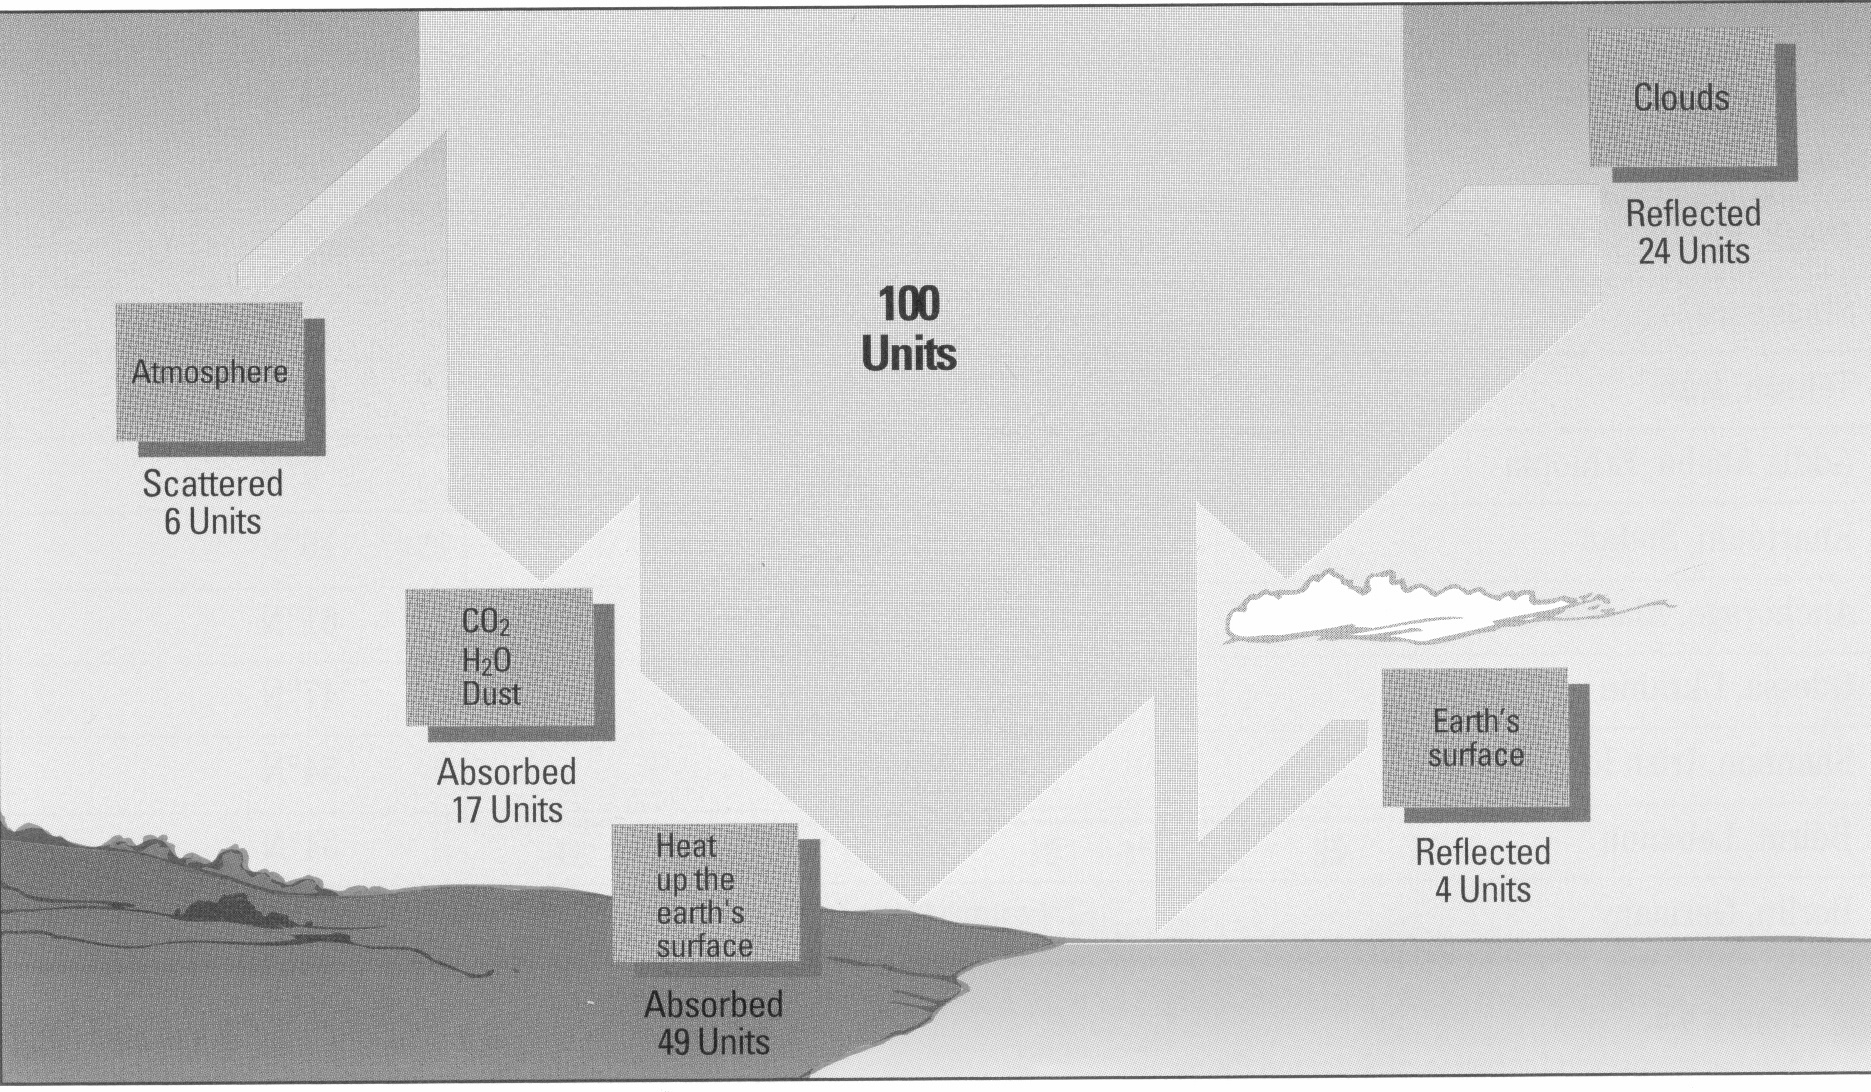 Clouds
Reflected
24 Units
100
Units
Atmosphere
Scattered
6 Units
CO₂
H₂O
Dust
Absorbed
17 Units
Earth's
surface
Reflected
4 Units
Heat
up the
earth's
surface
Absorbed
49 Units